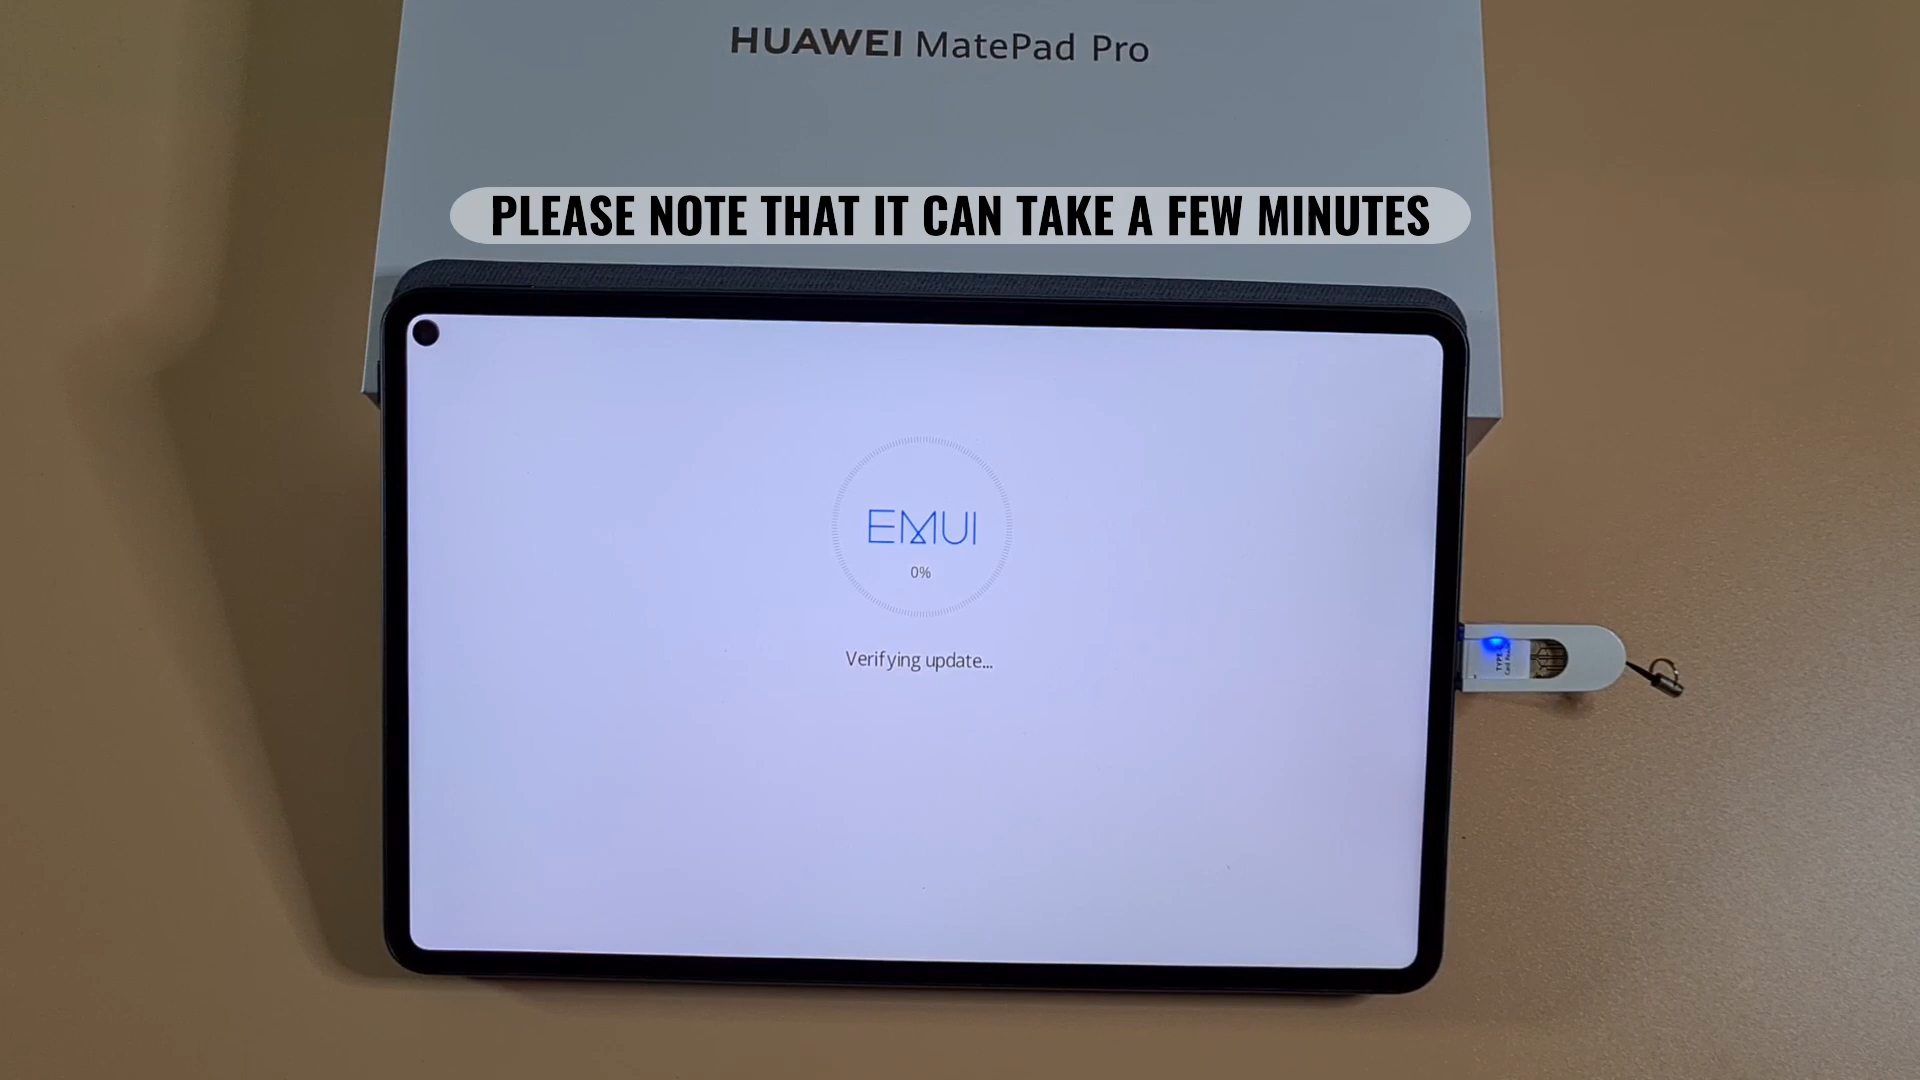 HUAWEI MatePad Pro
PLEASE NOTE THAT IT CAN TAKE A FEW MINUTES
EMUI
0%
Verifying update...